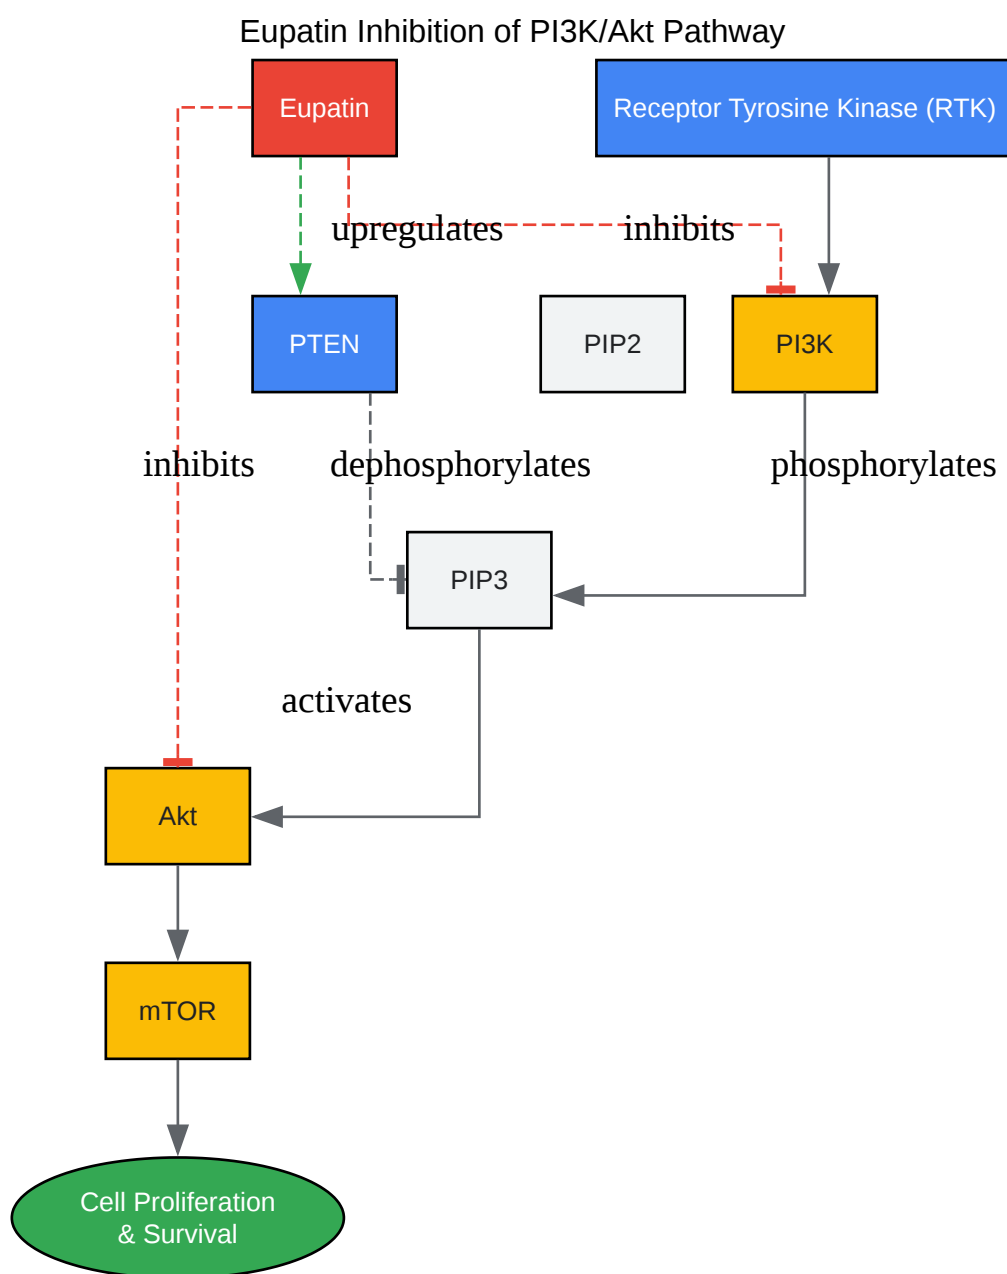 Eupatin Inhibition of PI3K/Akt Pathway
Eupatin
Receptor Tyrosine Kinase (RTK)
upregulates
inhibits
PTEN
PIP2
PI3K
inhibits
dephosphorylates
phosphorylates
PIP3
activates
Akt
mTOR
Cell Proliferation
& Survival